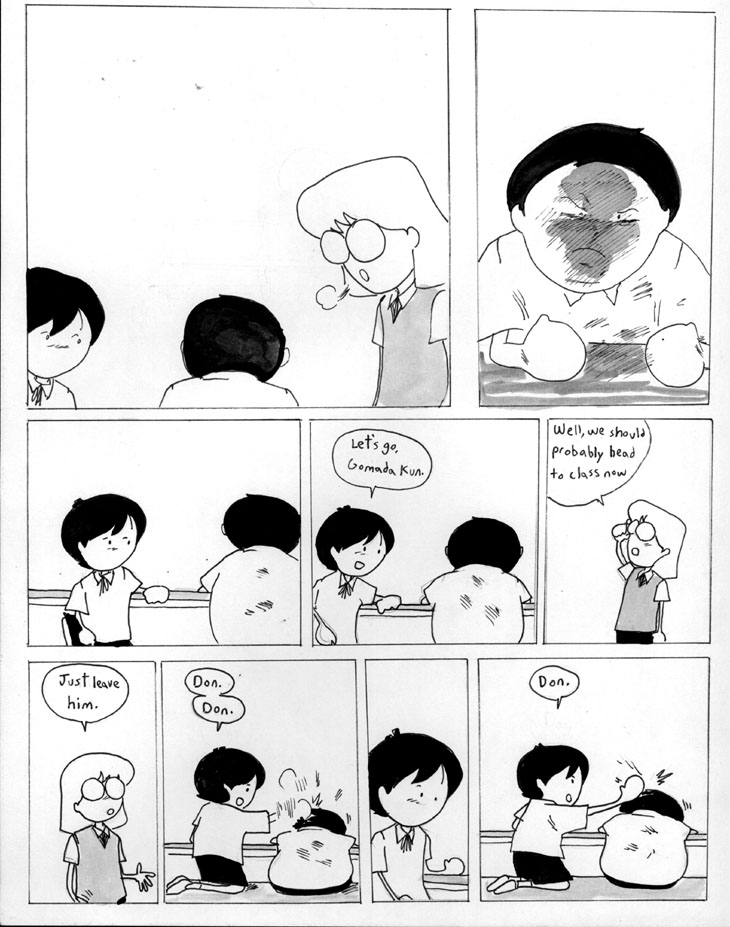 Let's go,
Gomada Kun.
Well, we should
probably head
to class now
Just leave
him.
Don.
Don.
Don.